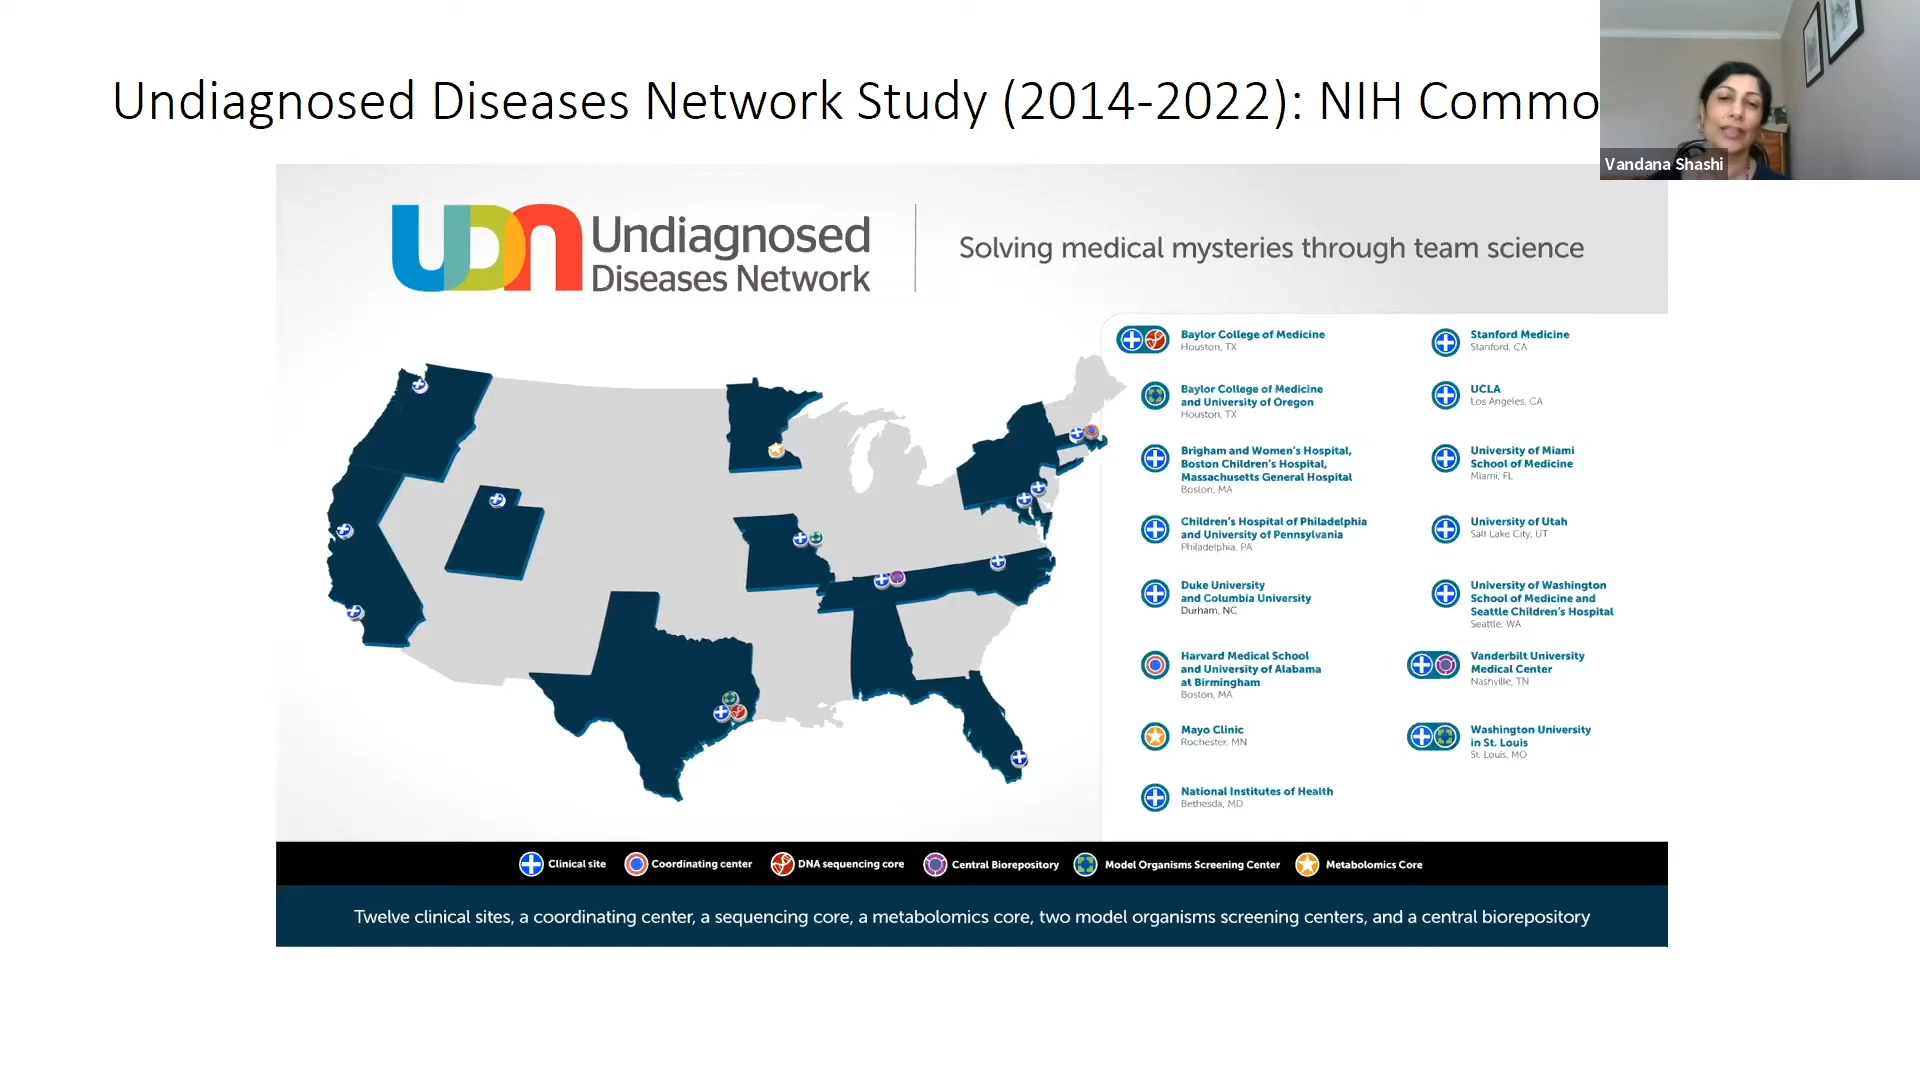 Undiagnosed Diseases Network Study (2014-2022): NIH Commo
Vandana Shashi
UDN Undiagnosed
Diseases Network
Solving medical mysteries through team science
Baylor College of Medicine
Houston, TX
Baylor College of Medicine
and University of Oregon
Houston, TX
Brigham and Women's Hospital,
Boston Children's Hospital,
Massachusetts General Hospital
Boston, MA
Children's Hospital of Philadelphia
and University of Pennsylvania
Philadelphia, PA
Duke University
and Columbia University
Durham, NC
Harvard Medical School
and University of Alabama
at Birmingham
Boston, MA
Mayo Clinic
Rochester, MN
National Institutes of Health
Bethesda, MD
Stanford Medicine
Stanford, CA
UCLA
Los Angeles, CA
University of Miami
School of Medicine
Miami, FL
University of Utah
Salt Lake City, UT
University of Washington
School of Medicine and
Seattle Children's Hospital
Seattle, WA
Vanderbilt University
Medical Center
Nashville, TN
Washington University
in St. Louis
St. Louis, MO
Clinical site
Coordinating center
DNA sequencing core
Central Biorepository
Model Organisms Screening Center
Metabolomics Core
Twelve clinical sites, a coordinating center, a sequencing core, a metabolomics core, two model organisms screening centers, and a central biorepository